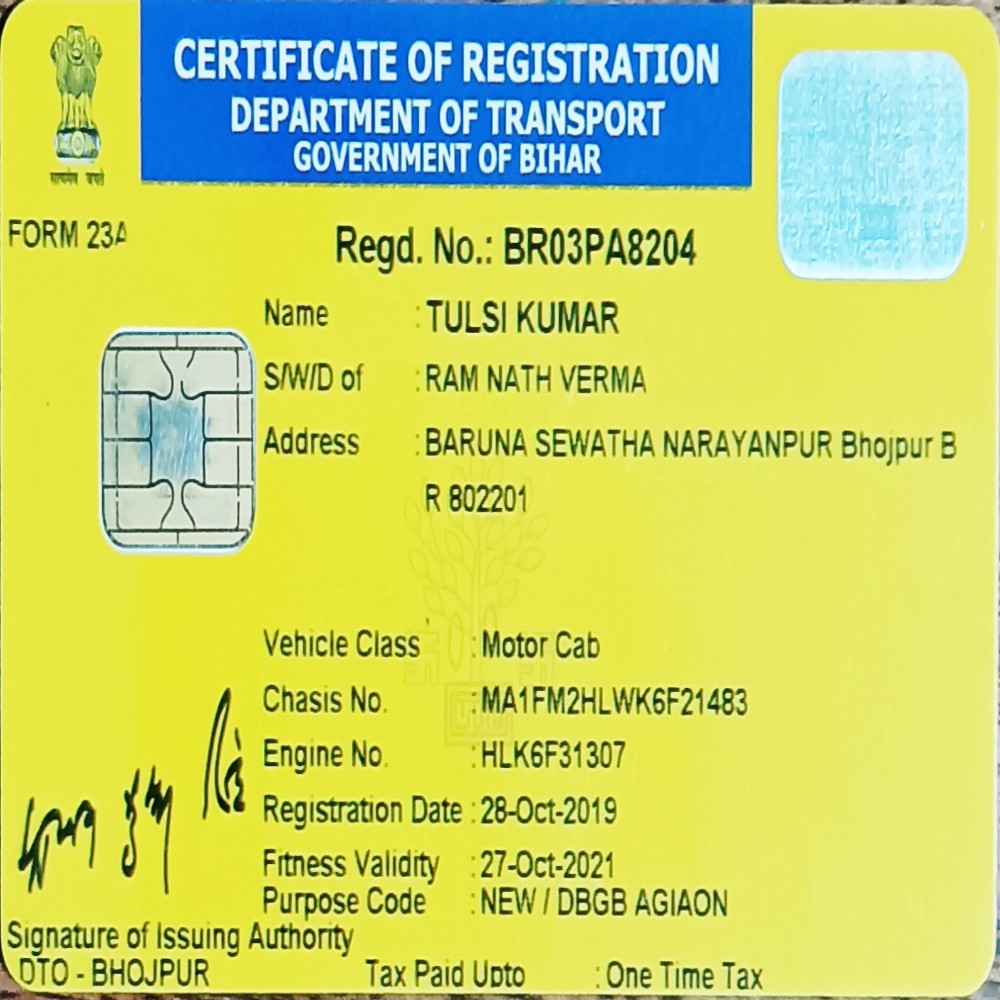 CERTIFICATE OF REGISTRATION
DEPARTMENT OF TRANSPORT
GOVERNMENT OF BIHAR
सत्यमेव जयते
FORM 23A
Regd. No.: BR03PA8204
Name : TULSI KUMAR
S/W/D of : RAM NATH VERMA
Address : BARUNA SEWATHA NARAYANPUR Bhojpur B
R 802201
Vehicle Class : Motor Cab
Chasis No. : MA1FM2HLWK6F21483
Engine No. : HLK6F31307
Registration Date : 28-Oct-2019
Fitness Validity : 27-Oct-2021
Purpose Code : NEW / DBGB AGIAON
Signature of Issuing Authority
DTO - BHOJPUR
Tax Paid Upto : One Time Tax